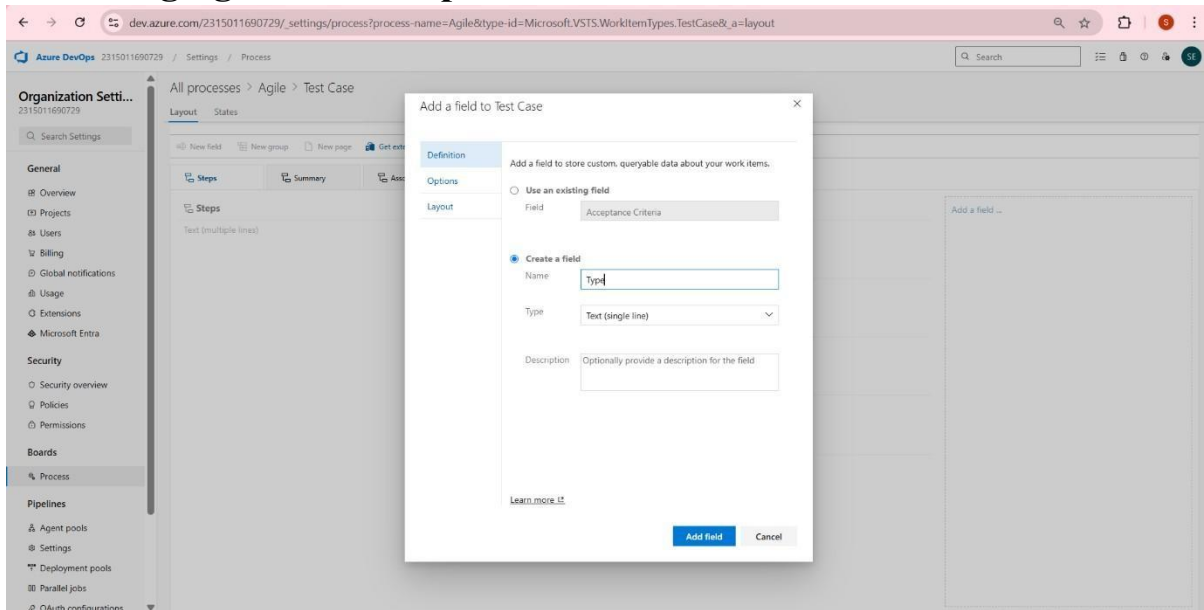 dev.azure.com/2315011690729/_settings/process?process-name=Agile&type-id=Microsoft.VSTS.WorkItemTypes.TestCase&_a=layout
S
Azure DevOps 2315011690729 / Settings / Process
Search
SE
Organization Setti...
2315011690729
Search Settings
General
Overview
Projects
Users
Billing
Global notifications
Usage
Extensions
Microsoft Entra
Security
Security overview
Policies
Permissions
Boards
Process
Pipelines
Agent pools
Settings
Deployment pools
Parallel jobs
OAuth configurations
All processes > Agile > Test Case
Layout States
New field New group New page Get exte
Steps Summary Asso
Steps
Text (multiple lines)
Add a field ...
Add a field to Test Case
Definition
Options
Layout
Add a field to store custom, queryable data about your work items.
Use an existing field
Field Acceptance Criteria
Create a field
Name Type
Type Text (single line)
Description Optionally provide a description for the field
Learn more
Add field Cancel